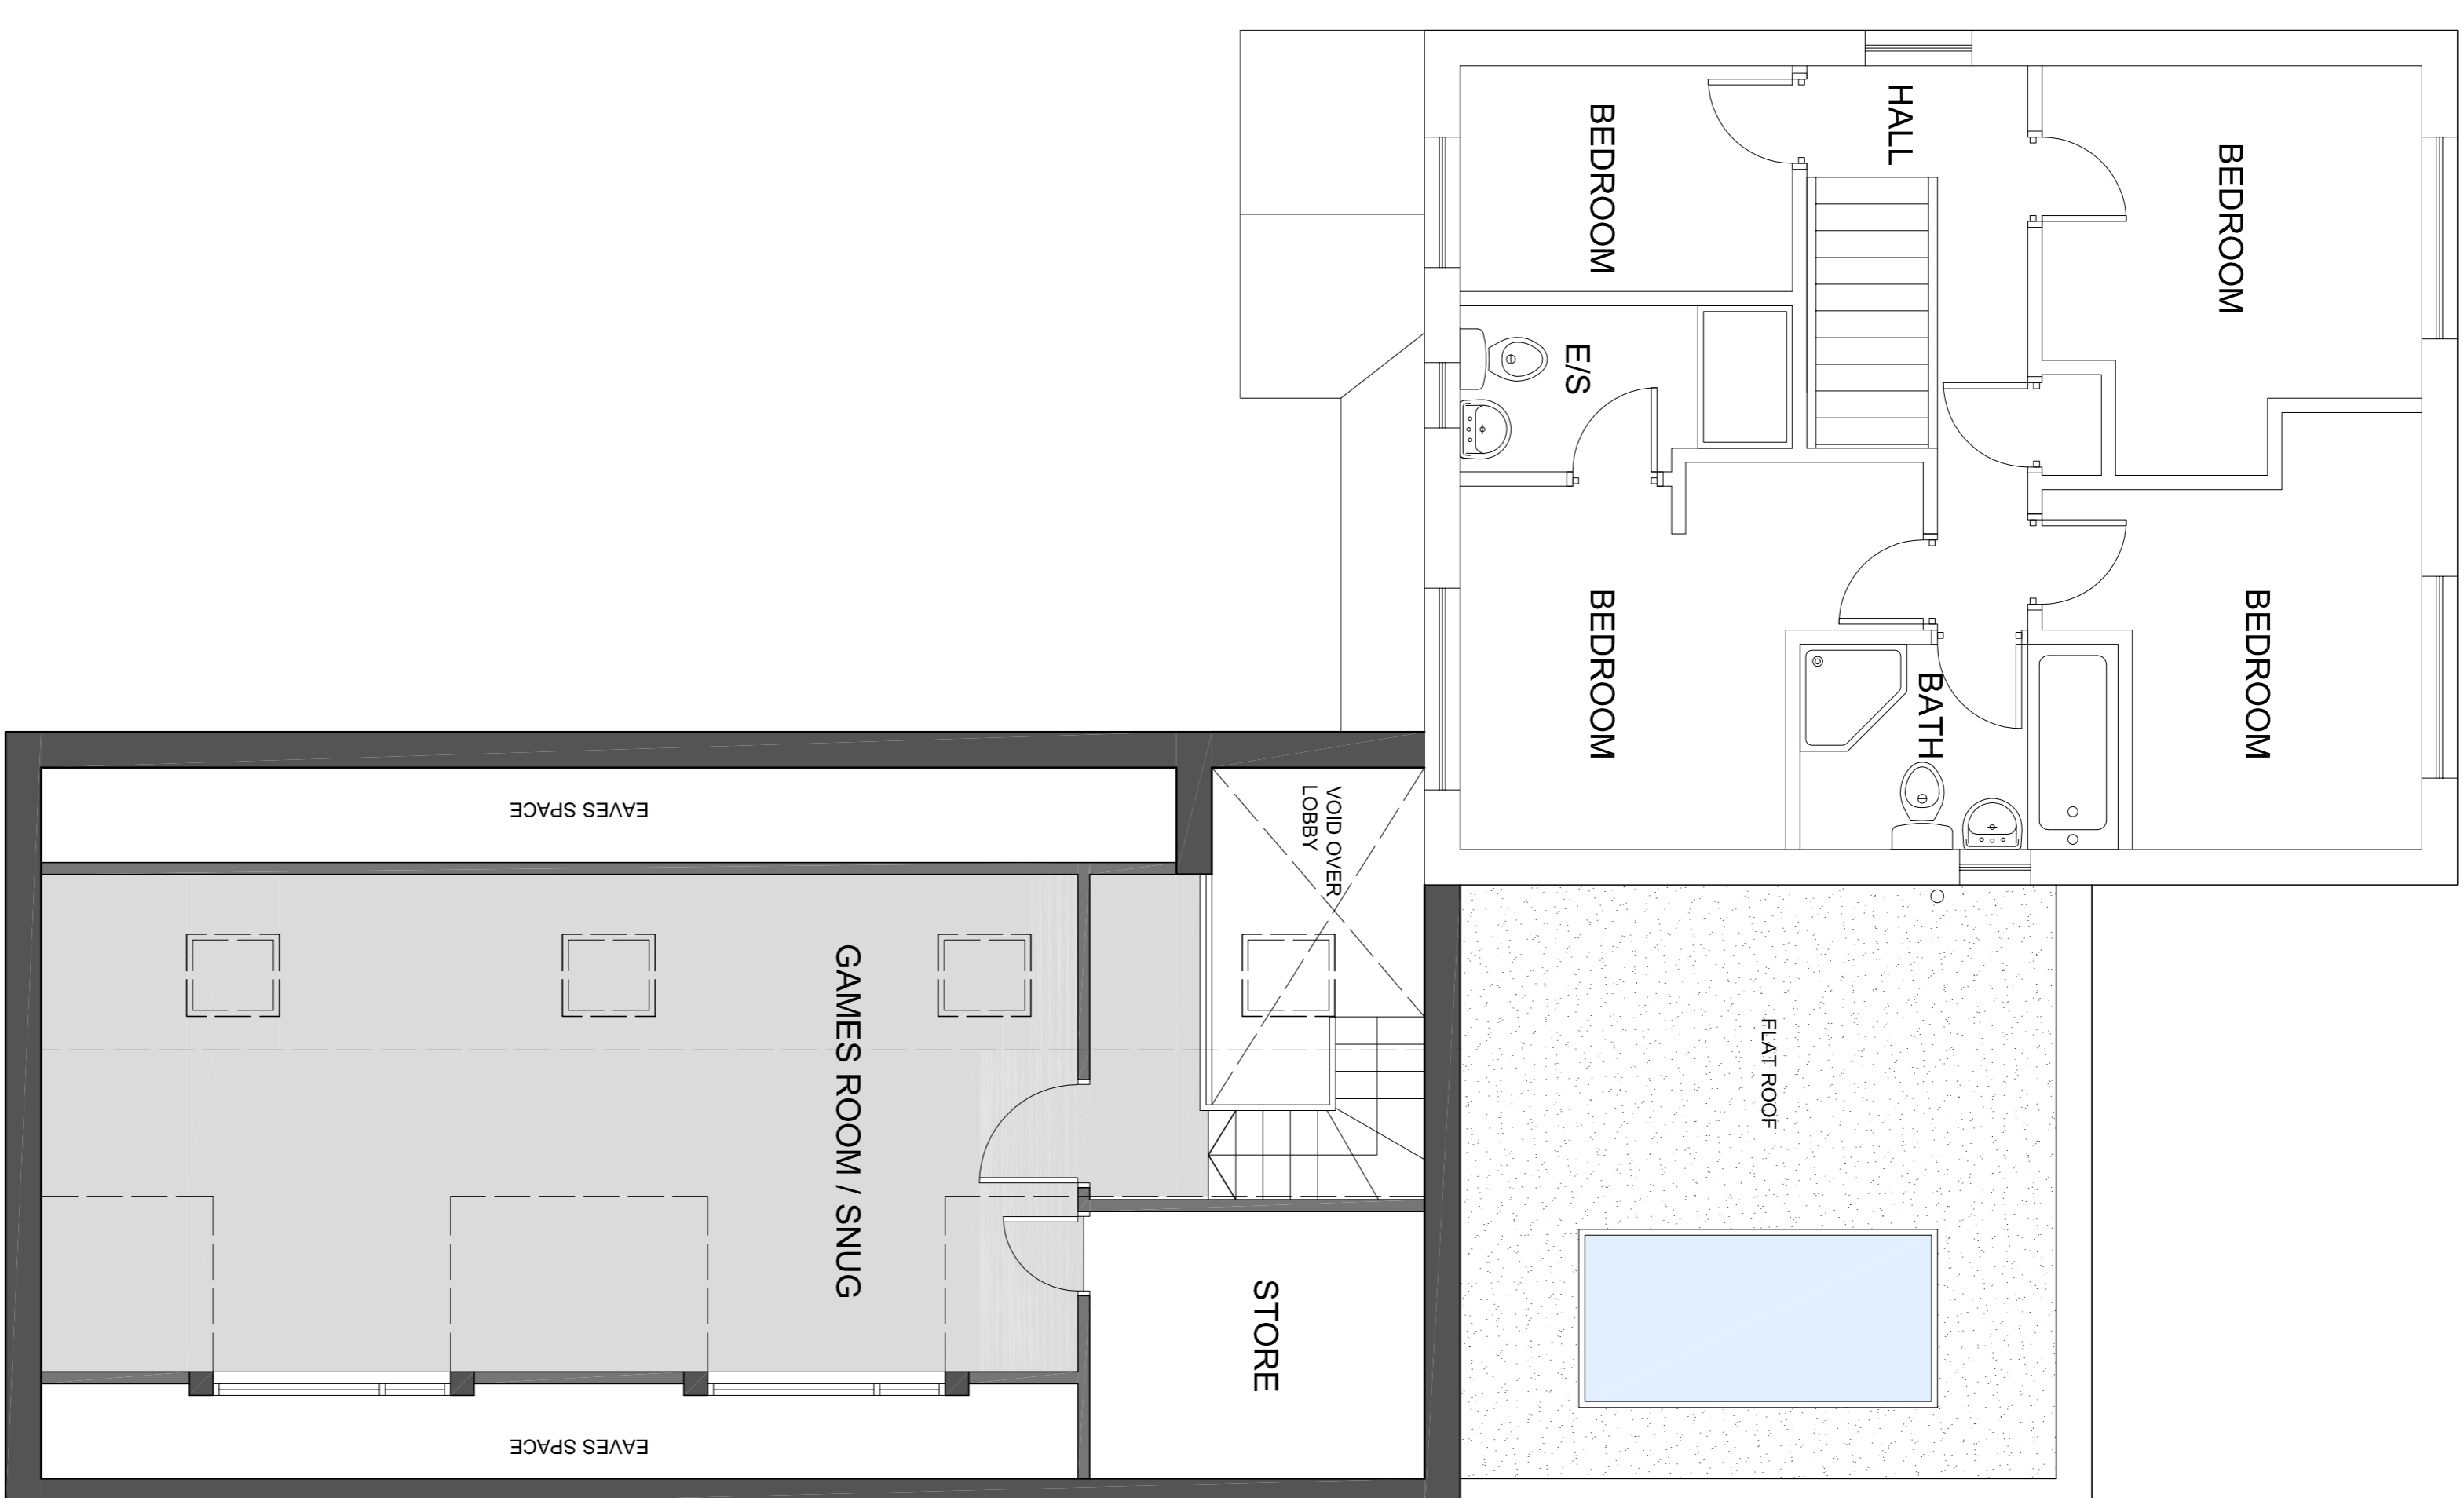 HALL
BEDROOM
BEDROOM
E/S
BEDROOM
BEDROOM
BATH
VOID OVER
LOBBY
EAVES SPACE
GAMES ROOM / SNUG
FLAT ROOF
STORE
EAVES SPACE